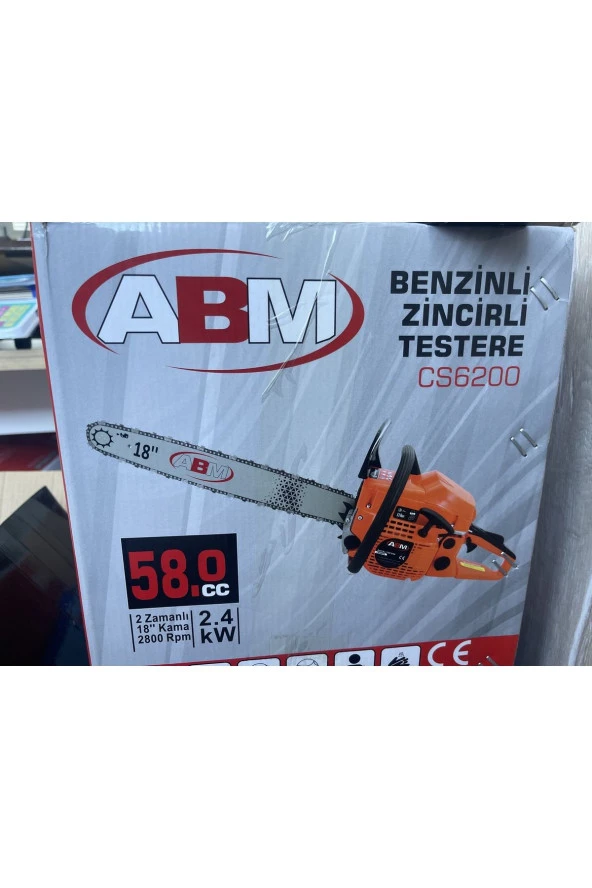 ABM
BENZİNLİ
ZİNCİRLİ
TESTERE
CS6200
18"
ABM
ABM
58.0
CC
2 Zamanlı
18" Kama
2800 Rpm
2.4
kW
CE